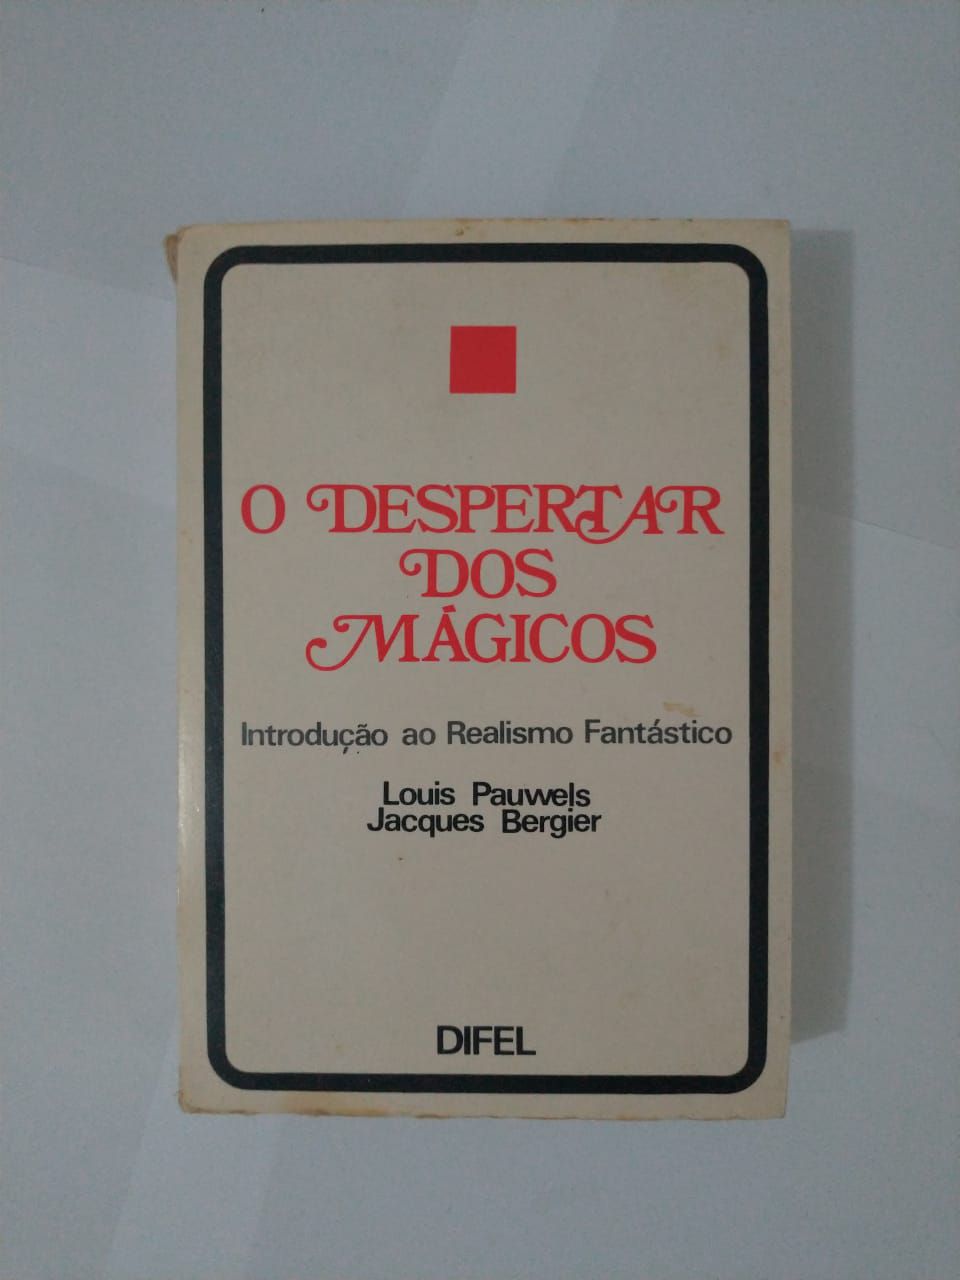 O DESPERTAR
DOS
MÁGICOS
Introdução ao Realismo Fantástico
Louis Pauwels
Jacques Bergier
DIFEL